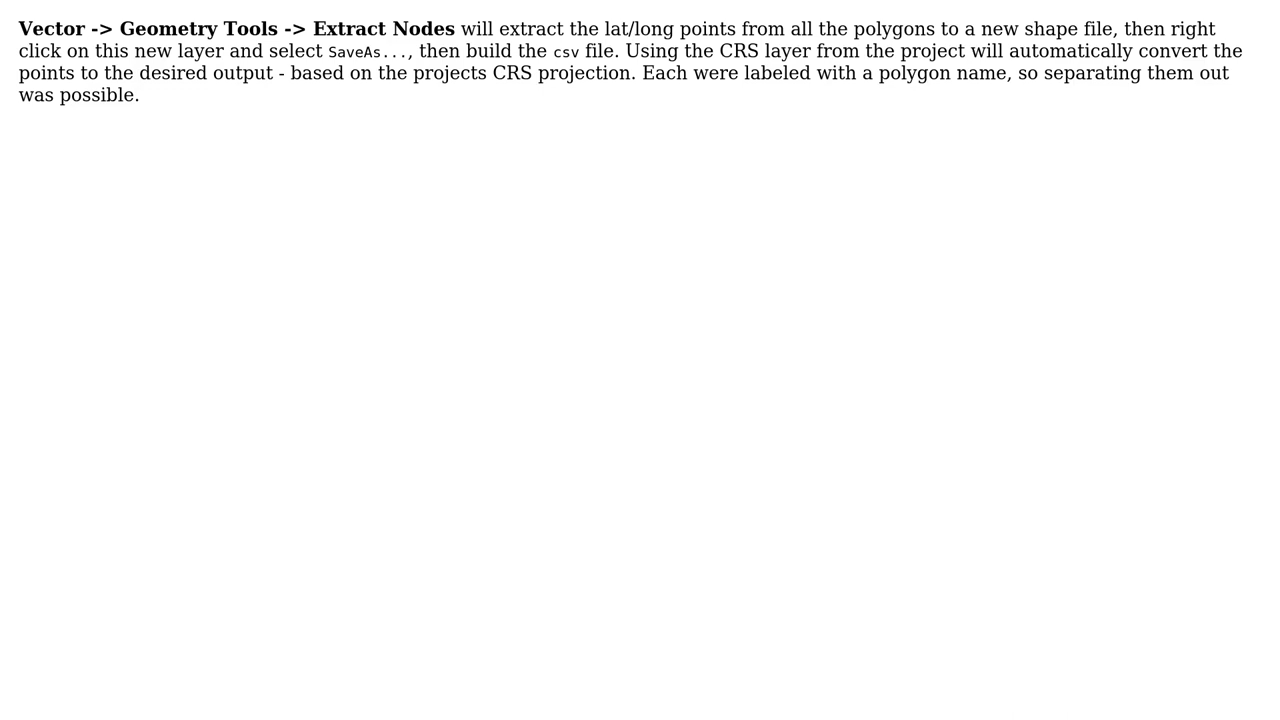 Vector -> Geometry Tools -> Extract Nodes will extract the lat/long points from all the polygons to a new shape file, then right
click on this new layer and select SaveAs..., then build the csv file. Using the CRS layer from the project will automatically convert the
points to the desired output - based on the projects CRS projection. Each were labeled with a polygon name, so separating them out
was possible.